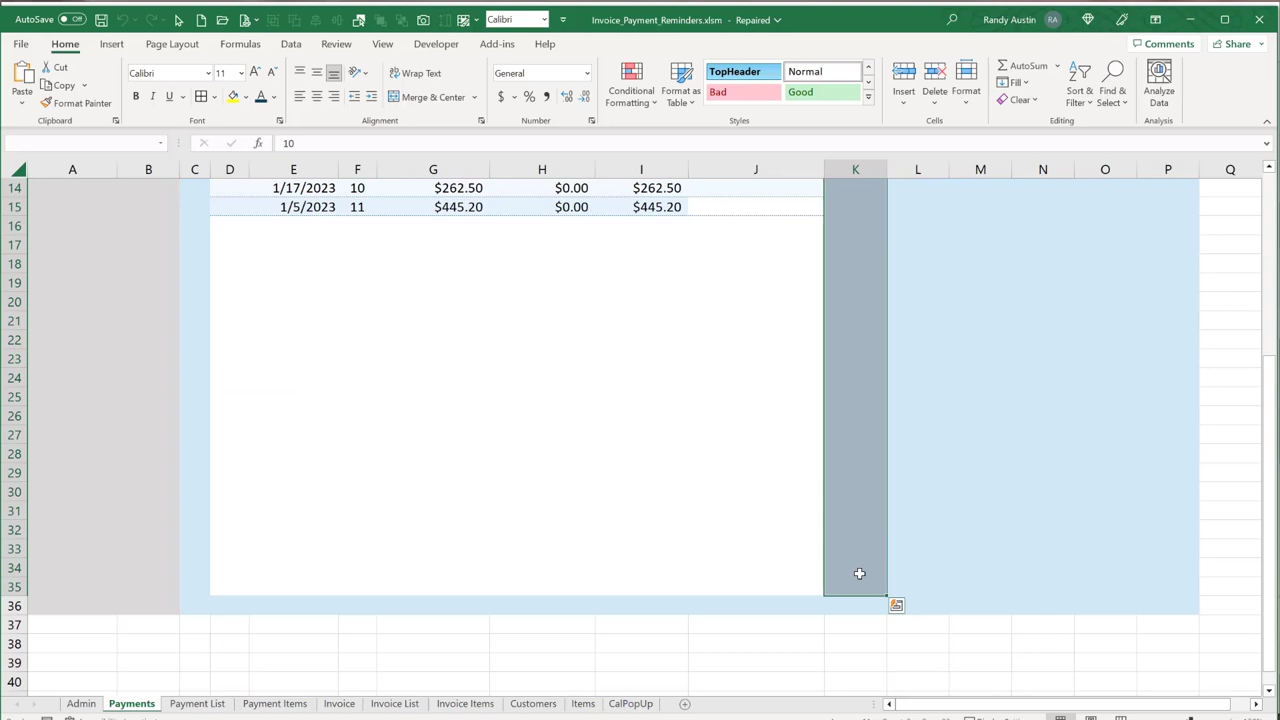 AutoSave Off Calibri Invoice_Payment_Reminders.xlsm - Repaired Randy Austin RA
File Home Insert Page Layout Formulas Data Review View Developer Add-ins Help Comments Share
Paste Cut Copy Format Painter
Calibri 11 A A Wrap Text General
B I U A Merge & Center $ % ,
Conditional Formatting Format as Table TopHeader Normal Bad Good
Insert Delete Format AutoSum Fill Clear Sort & Filter Find & Select Analyze Data
Clipboard Font Alignment Number Styles Cells Editing Analysis
fx 10
A B C D E F G H I J K L M N O P Q
14 1/17/2023 10 $262.50 $0.00 $262.50
15 1/5/2023 11 $445.20 $0.00 $445.20
16
17
18
19
20
21
22
23
24
25
26
27
28
29
30
31
32
33
34
35
36
37
38
39
40
Admin Payments Payment List Payment Items Invoice Invoice List Invoice Items Customers Items CalPopUp